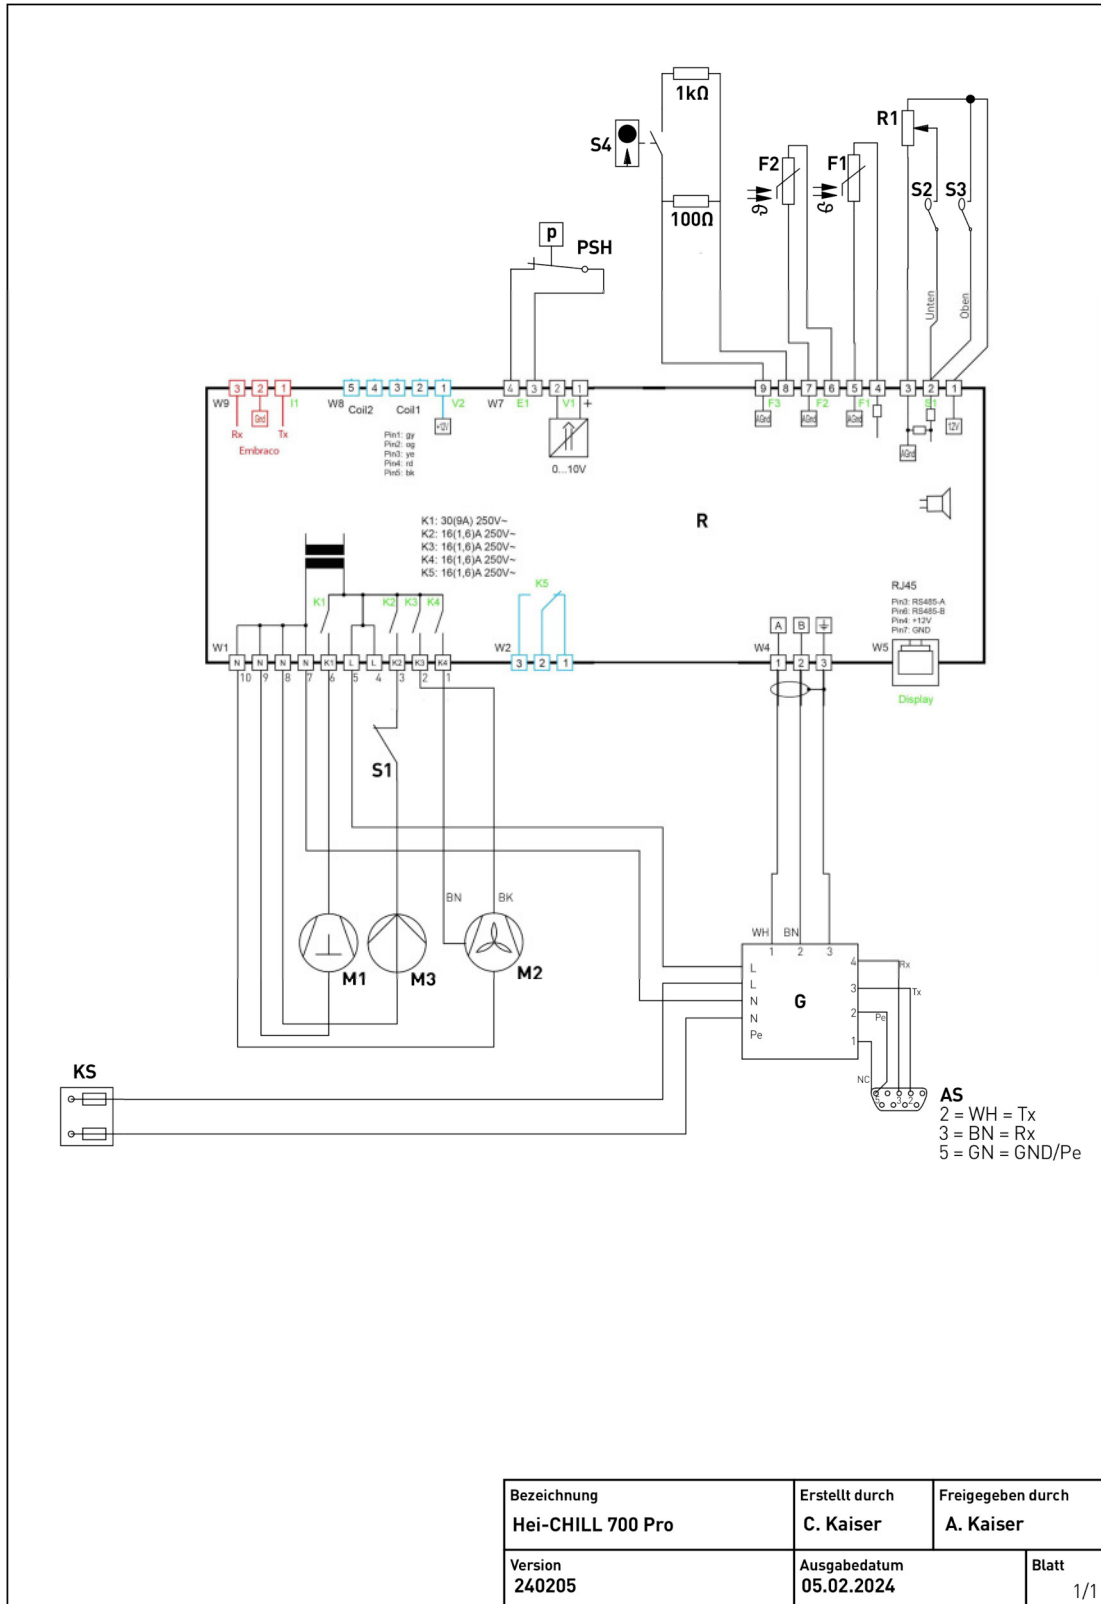 1kΩ
R1
S4
F2
F1
S2
S3
ϑ
ϑ
100Ω
p
PSH
Unten
Oben
3
2
1
5
4
3
2
1
4
3
2
1
9
8
7
6
5
4
3
2
1
W9
I1
W8
Coil2
Coil1
V2
W7
E1
V1
+
F3
F2
F1
S1
Gnd
+12V
AGnd
AGnd
AGnd
12V
Rx
Tx
Pin1: gy
Pin2: og
Pin3: ye
Pin4: rd
Pin5: bk
AGnd
Embraco
0...10V
R
K1: 30(9A) 250V~
K2: 16(1,6)A 250V~
K3: 16(1,6)A 250V~
K4: 16(1,6)A 250V~
K5: 16(1,6)A 250V~
K5
RJ45
Pin3: RS485-A
Pin6: RS485-B
Pin4: +12V
Pin7: GND
K1
K2
K3
K4
A
B
W1
W2
W4
W5
N
N
N
N
K1
L
L
K2
K3
K4
3
2
1
1
2
3
10
9
8
7
6
5
4
3
2
1
Display
S1
BN
BK
WH
BN
1
2
3
M1
M3
M2
L
L
N
N
Pe
G
4
3
2
1
Rx
Tx
Pe
NC
KS
5
3
2
AS
2 = WH = Tx
3 = BN = Rx
5 = GN = GND/Pe
Bezeichnung
Hei-CHILL 700 Pro
Erstellt durch
C. Kaiser
Freigegeben durch
A. Kaiser
Version
240205
Ausgabedatum
05.02.2024
Blatt
1/1